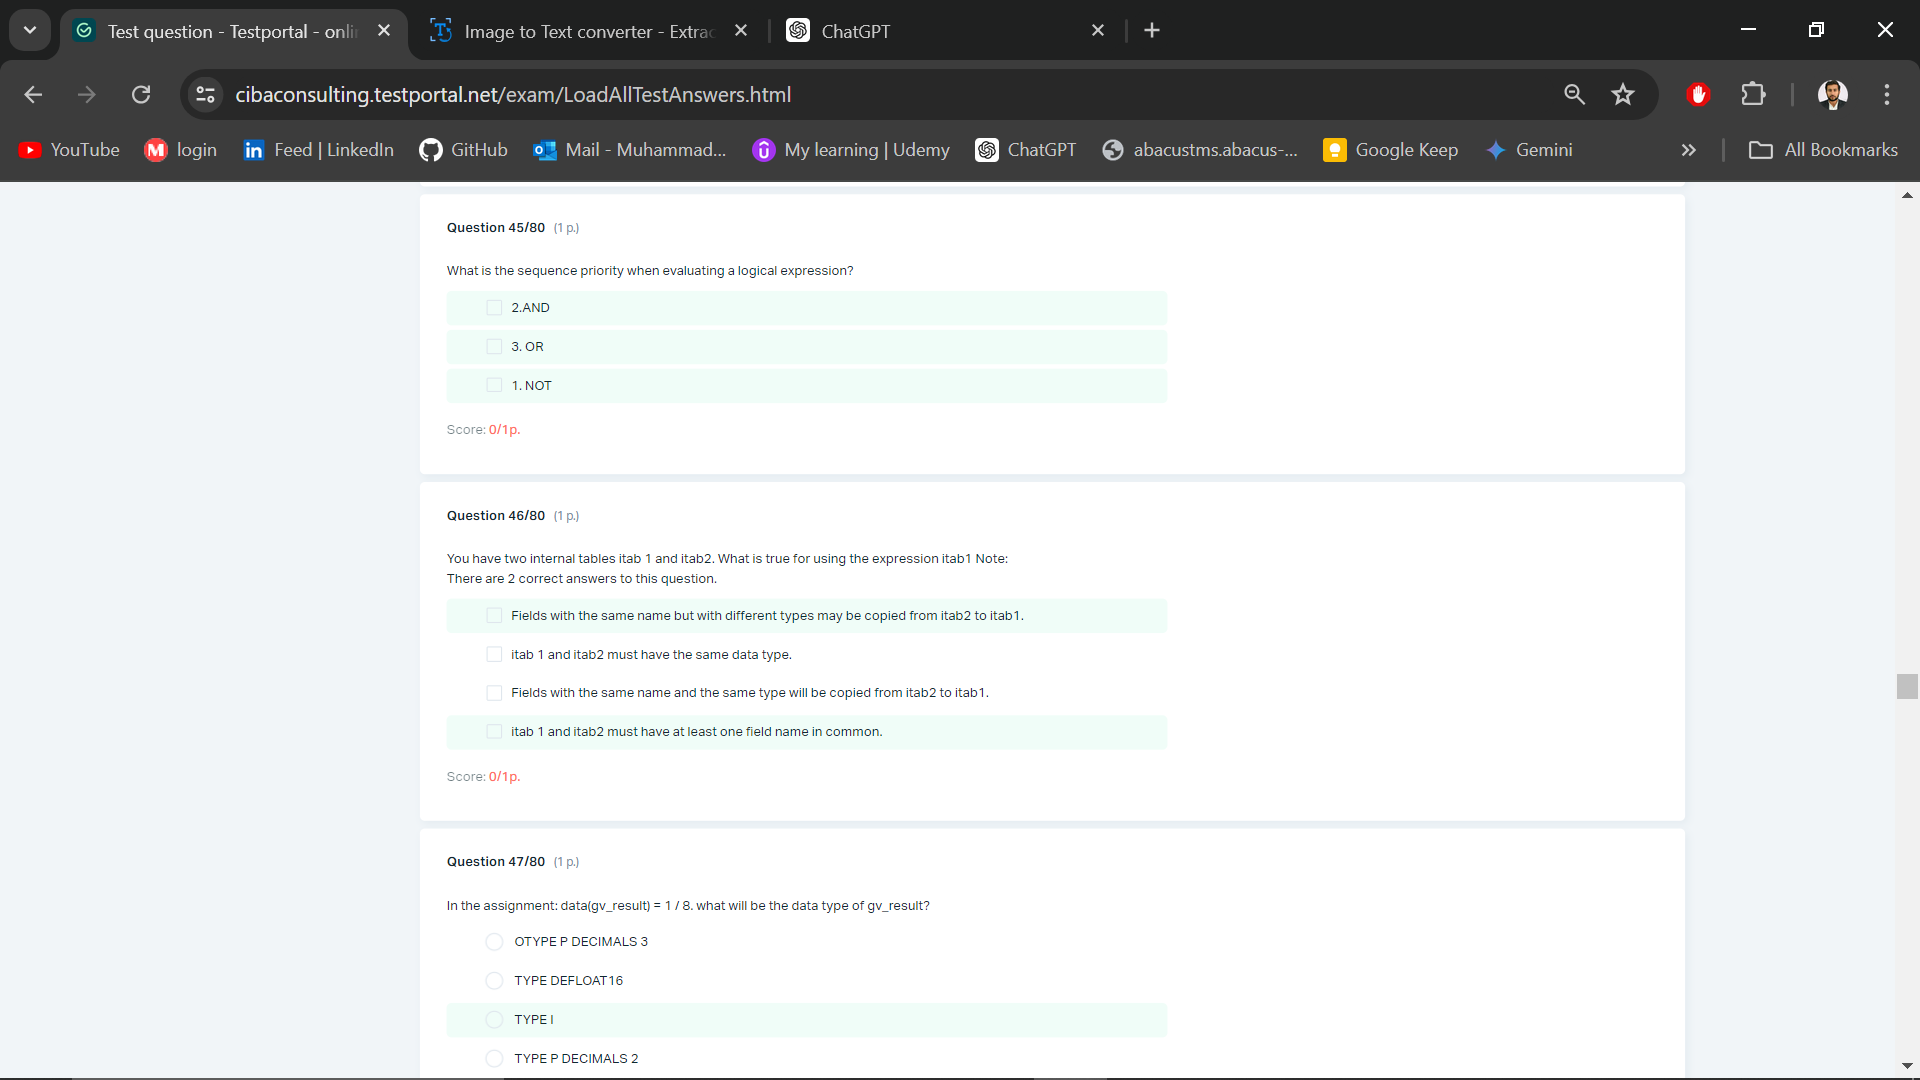 Test question - Testportal - onli
Image to Text converter - Extrac
ChatGPT
cibaconsulting.testportal.net/exam/LoadAllTestAnswers.html
YouTube
M login
in Feed | LinkedIn
GitHub
Mail - Muhammad...
My learning | Udemy
ChatGPT
abacustms.abacus-...
Google Keep
Gemini
All Bookmarks
Question 45/80 (1 p.)
What is the sequence priority when evaluating a logical expression?
2.AND
3. OR
1. NOT
Score: 0/1p.
Question 46/80 (1 p.)
You have two internal tables itab 1 and itab2. What is true for using the expression itab1 Note:
There are 2 correct answers to this question.
Fields with the same name but with different types may be copied from itab2 to itab1.
itab 1 and itab2 must have the same data type.
Fields with the same name and the same type will be copied from itab2 to itab1.
itab 1 and itab2 must have at least one field name in common.
Score: 0/1p.
Question 47/80 (1 p.)
In the assignment: data(gv_result) = 1 / 8. what will be the data type of gv_result?
OTYPE P DECIMALS 3
TYPE DEFLOAT16
TYPE I
TYPE P DECIMALS 2